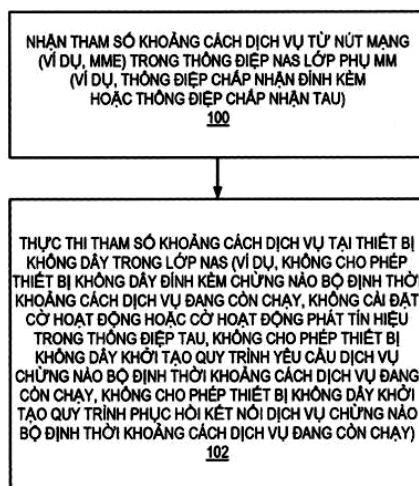 NHẬN THAM SỐ KHOẢNG CÁCH DỊCH VỤ TỪ NÚT MẠNG
(VÍ DỤ, MME) TRONG THÔNG ĐIỆP NAS LỚP PHỤ MM
(VÍ DỤ, THÔNG ĐIỆP CHẤP NHẬN ĐÍNH KÈM
HOẶC THÔNG ĐIỆP CHẤP NHẬN TAU)
100
THỰC THI THAM SỐ KHOẢNG CÁCH DỊCH VỤ TẠI THIẾT BỊ
KHÔNG DÂY TRONG LỚP NAS (VÍ DỤ, KHÔNG CHO PHÉP
THIẾT BỊ KHÔNG DÂY ĐÍNH KÈM CHỪNG NÀO BỘ ĐỊNH THỜI
KHOẢNG CÁCH DỊCH VỤ ĐANG CÒN CHẠY, KHÔNG CÀI ĐẶT
CỜ HOẠT ĐỘNG HOẶC CỜ HOẠT ĐỘNG PHÁT TÍN HIỆU
TRONG THÔNG ĐIỆP TAU, KHÔNG CHO PHÉP THIẾT BỊ
KHÔNG DÂY KHỞI TẠO QUY TRÌNH YÊU CẦU DỊCH VỤ
CHỪNG NÀO BỘ ĐỊNH THỜI KHOẢNG CÁCH DỊCH VỤ ĐANG
CÒN CHẠY, KHÔNG CHO PHÉP THIẾT BỊ KHÔNG DÂY KHỞI
TẠO QUY TRÌNH PHỤC HỒI KẾT NỐI DỊCH VỤ CHỪNG NÀO
BỘ ĐỊNH THỜI KHOẢNG CÁCH DỊCH VỤ ĐANG CÒN CHẠY)
102